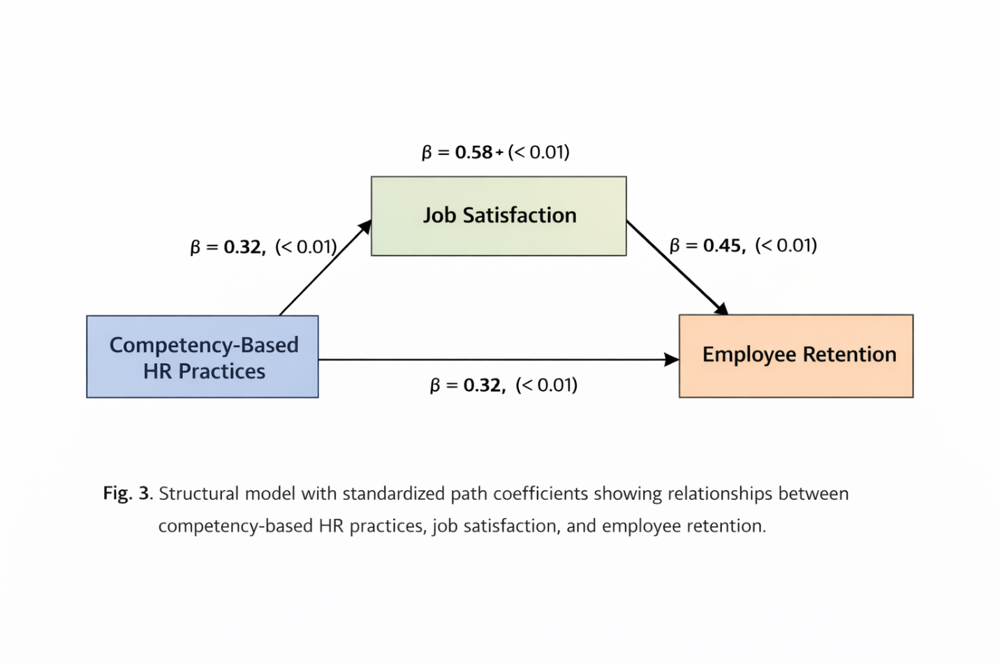 β = 0.58+ (< 0.01)
Job Satisfaction
β = 0.32, (< 0.01)
β = 0.45, (< 0.01)
Competency-Based
HR Practices
Employee Retention
β = 0.32, (< 0.01)
Fig. 3. Structural model with standardized path coefficients showing relationships between
competency-based HR practices, job satisfaction, and employee retention.